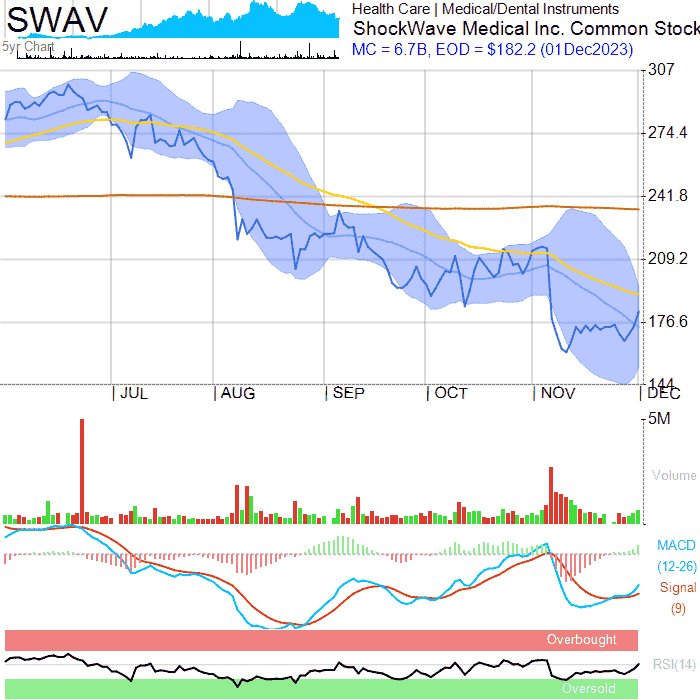 SWAV
5yr Chart
Health Care | Medical/Dental Instruments
ShockWave Medical Inc. Common Stock
MC = 6.7B, EOD = $182.2 (01Dec2023)
307
274.4
241.8
209.2
176.6
144
JUL AUG SEP OCT NOV DEC
5M
Volume
MACD
(12-26)
Signal
(9)
Overbought
RSI(14)
Oversold